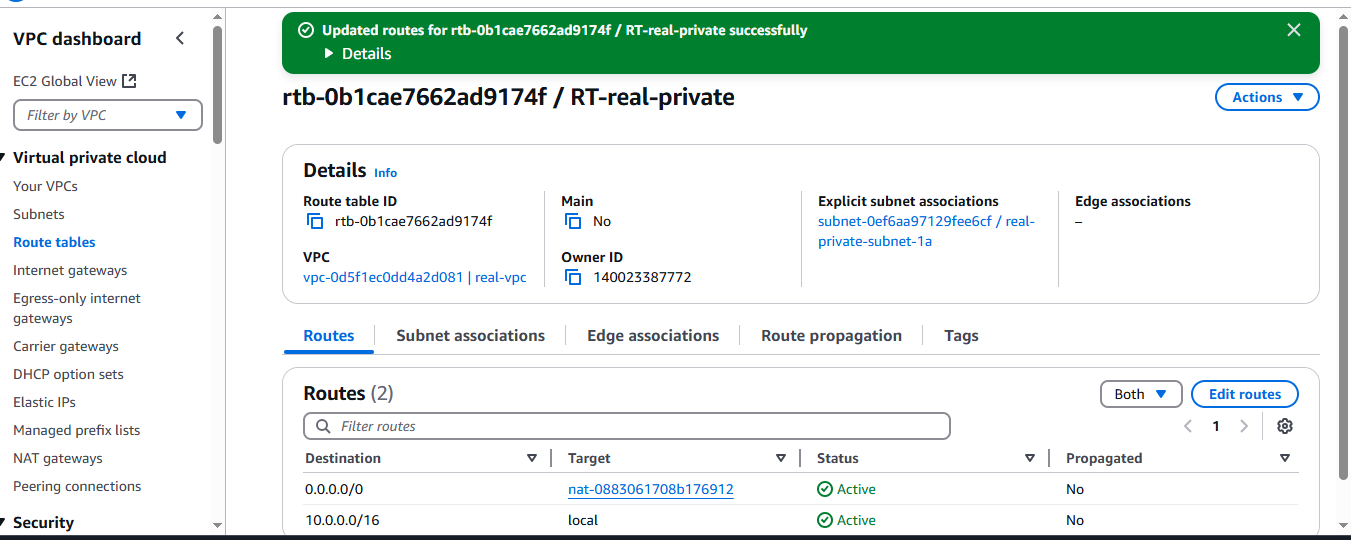 VPC dashboard
EC2 Global View
Filter by VPC
Virtual private cloud
Your VPCs
Subnets
Route tables
Internet gateways
Egress-only internet
gateways
Carrier gateways
DHCP option sets
Elastic IPs
Managed prefix lists
NAT gateways
Peering connections
Security
Updated routes for rtb-0b1cae7662ad9174f / RT-real-private successfully
Details
rtb-0b1cae7662ad9174f / RT-real-private
Actions
Details Info
Route table ID
rtb-0b1cae7662ad9174f
Main
No
Explicit subnet associations
subnet-0ef6aa97129fee6cf / real-
private-subnet-1a
Edge associations
–
VPC
vpc-0d5f1ec0dd4a2d081 | real-vpc
Owner ID
140023387772
Routes Subnet associations Edge associations Route propagation Tags
Routes (2)
Both
Edit routes
Filter routes
1
Destination Target Status Propagated
0.0.0.0/0 nat-0883061708b176912 Active No
10.0.0.0/16 local Active No